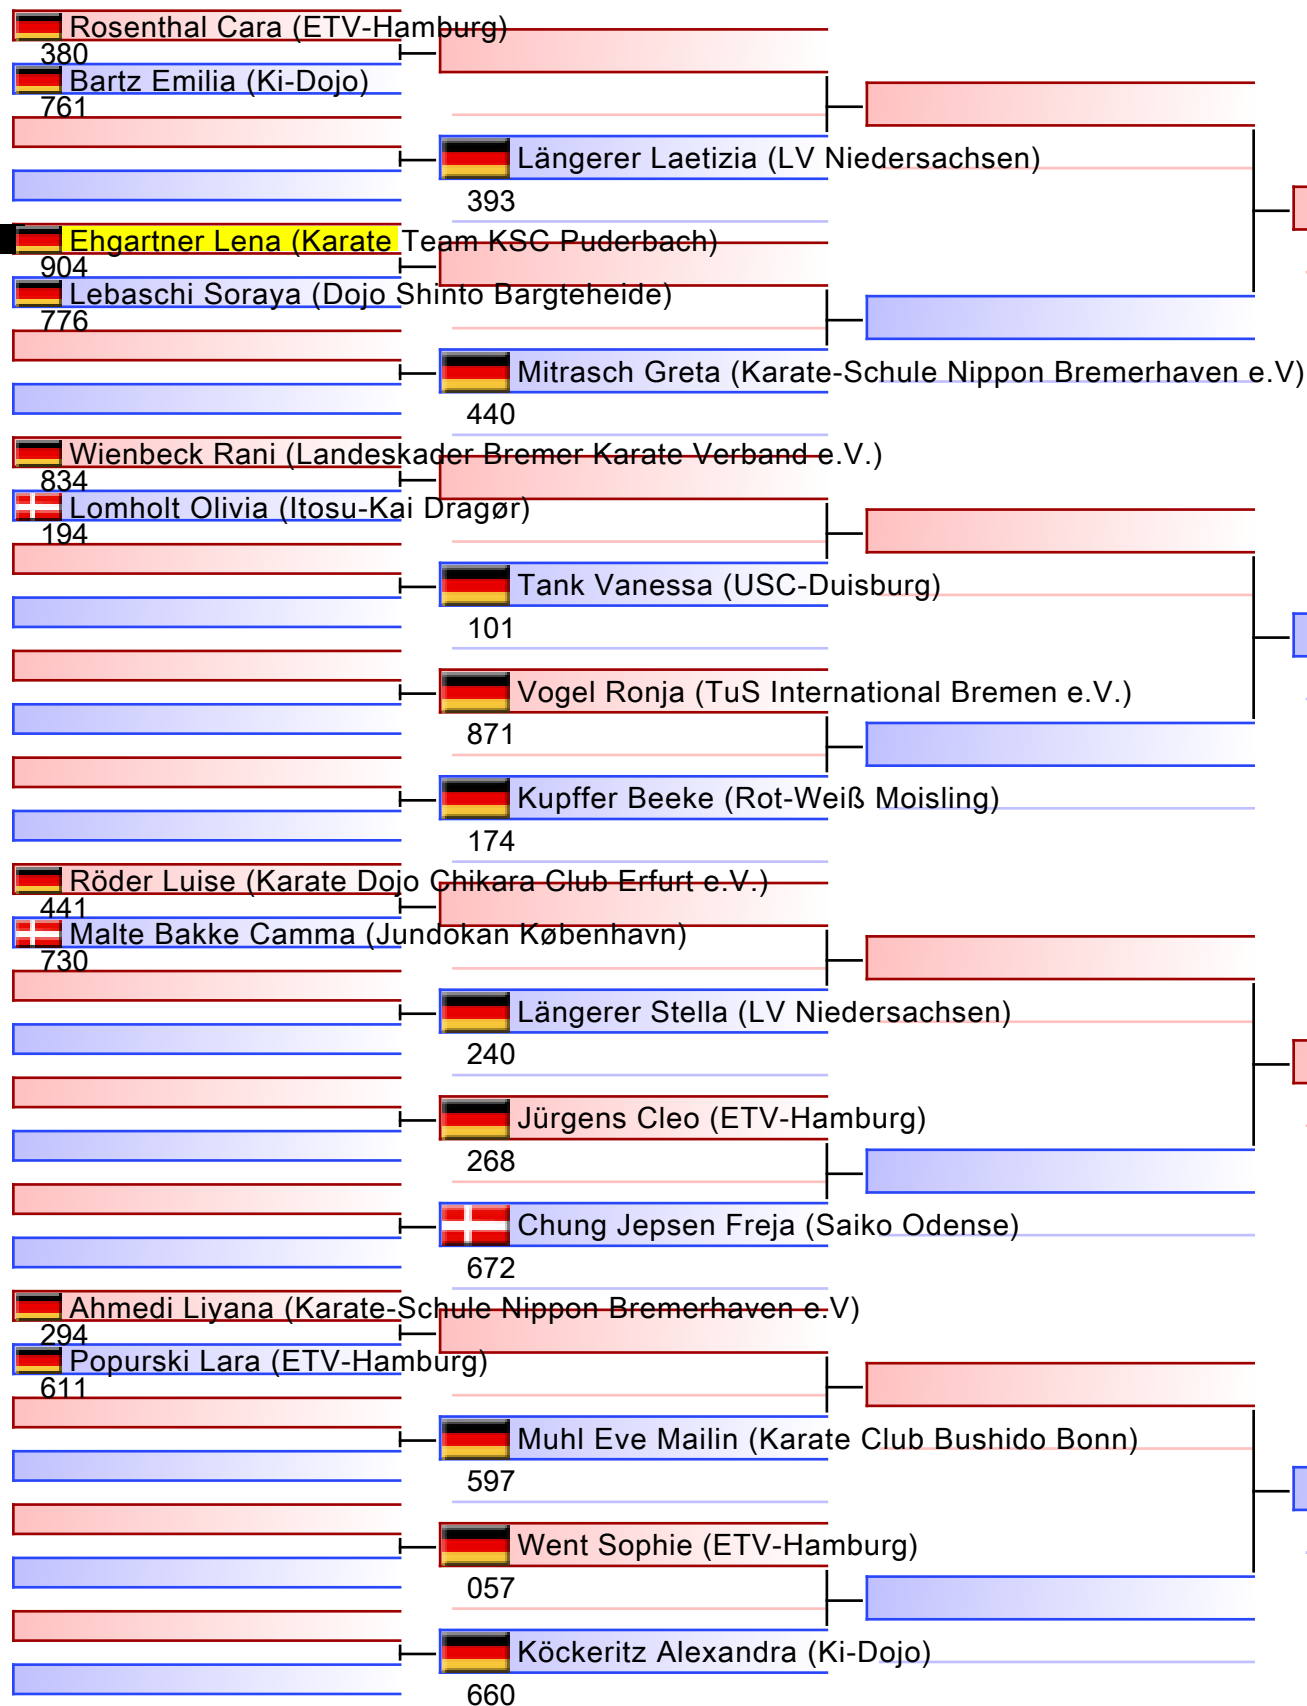 Rosenthal Cara (ETV-Hamburg)
380
Bartz Emilia (Ki-Dojo)
761
Längerer Laetizia (LV Niedersachsen)
393
Ehgartner Lena (Karate Team KSC Puderbach)
904
Lebaschi Soraya (Dojo Shinto Bargteheide)
776
Mitrasch Greta (Karate-Schule Nippon Bremerhaven e.V)
440
Wienbeck Rani (Landeskader Bremer Karate Verband e.V.)
834
Lomholt Olivia (Itosu-Kai Dragør)
194
Tank Vanessa (USC-Duisburg)
101
Vogel Ronja (TuS International Bremen e.V.)
871
Kupffer Beeke (Rot-Weiß Moisling)
174
Röder Luise (Karate Dojo Chikara Club Erfurt e.V.)
441
Malte Bakke Camma (Jundokan København)
730
Längerer Stella (LV Niedersachsen)
240
Jürgens Cleo (ETV-Hamburg)
268
Chung Jepsen Freja (Saiko Odense)
672
Ahmedi Liyana (Karate-Schule Nippon Bremerhaven e.V)
294
Popurski Lara (ETV-Hamburg)
611
Muhl Eve Mailin (Karate Club Bushido Bonn)
597
Went Sophie (ETV-Hamburg)
057
Köckeritz Alexandra (Ki-Dojo)
660